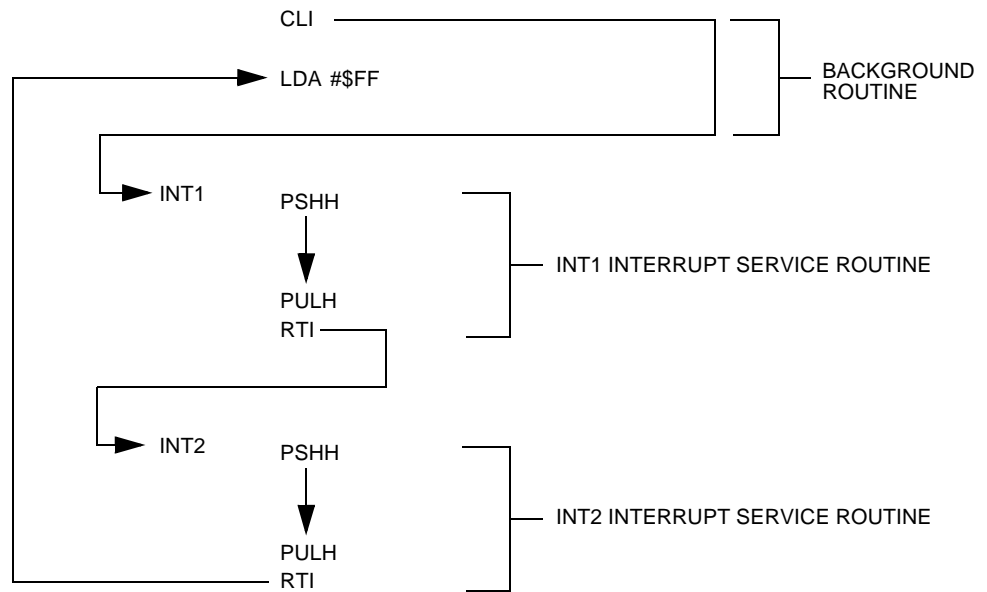 CLI
LDA #$FF
BACKGROUND
ROUTINE
INT1
PSHH
INT1 INTERRUPT SERVICE ROUTINE
PULH
RTI
INT2
PSHH
INT2 INTERRUPT SERVICE ROUTINE
PULH
RTI